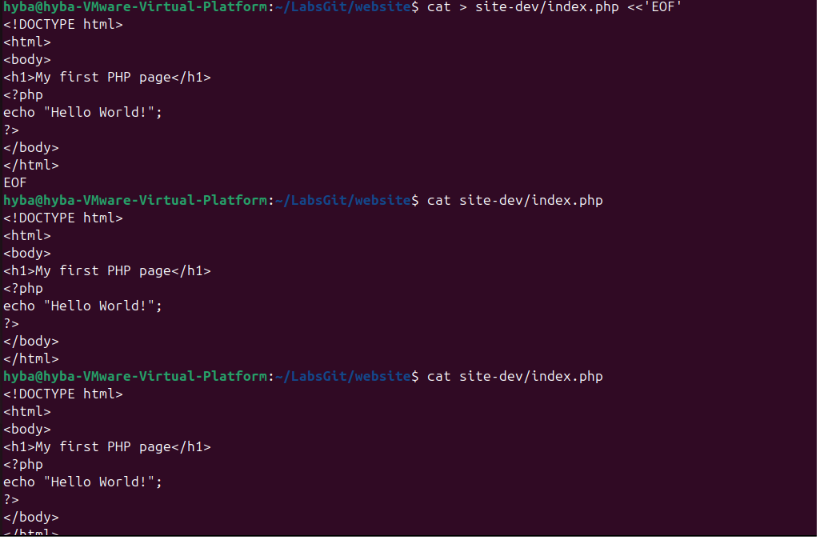 hyba@hyba-VMware-Virtual-Platform:~/LabsGit/website$ cat > site-dev/index.php <<'EOF'
<!DOCTYPE html>
<html>
<body>
<h1>My first PHP page</h1>
<?php
echo "Hello World!";
?>
</body>
</html>
EOF
hyba@hyba-VMware-Virtual-Platform:~/LabsGit/website$ cat site-dev/index.php
<!DOCTYPE html>
<html>
<body>
<h1>My first PHP page</h1>
<?php
echo "Hello World!";
?>
</body>
</html>
hyba@hyba-VMware-Virtual-Platform:~/LabsGit/website$ cat site-dev/index.php
<!DOCTYPE html>
<html>
<body>
<h1>My first PHP page</h1>
<?php
echo "Hello World!";
?>
</body>
</html>